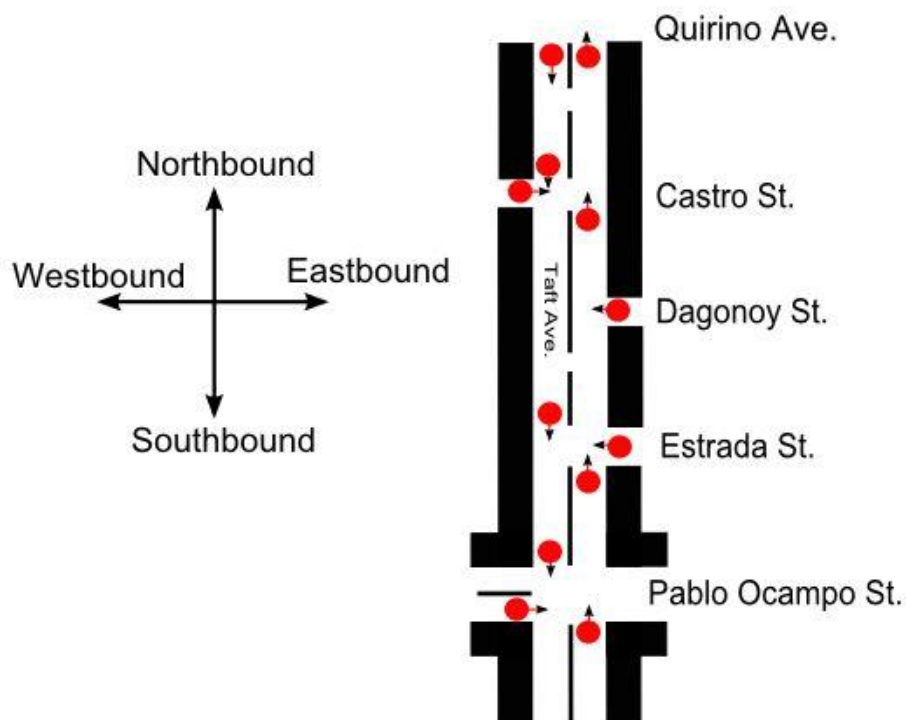 Quirino Ave.
Northbound
Castro St.
Westbound
Eastbound
Taft Ave.
Dagonoy St.
Southbound
Estrada St.
Pablo Ocampo St.